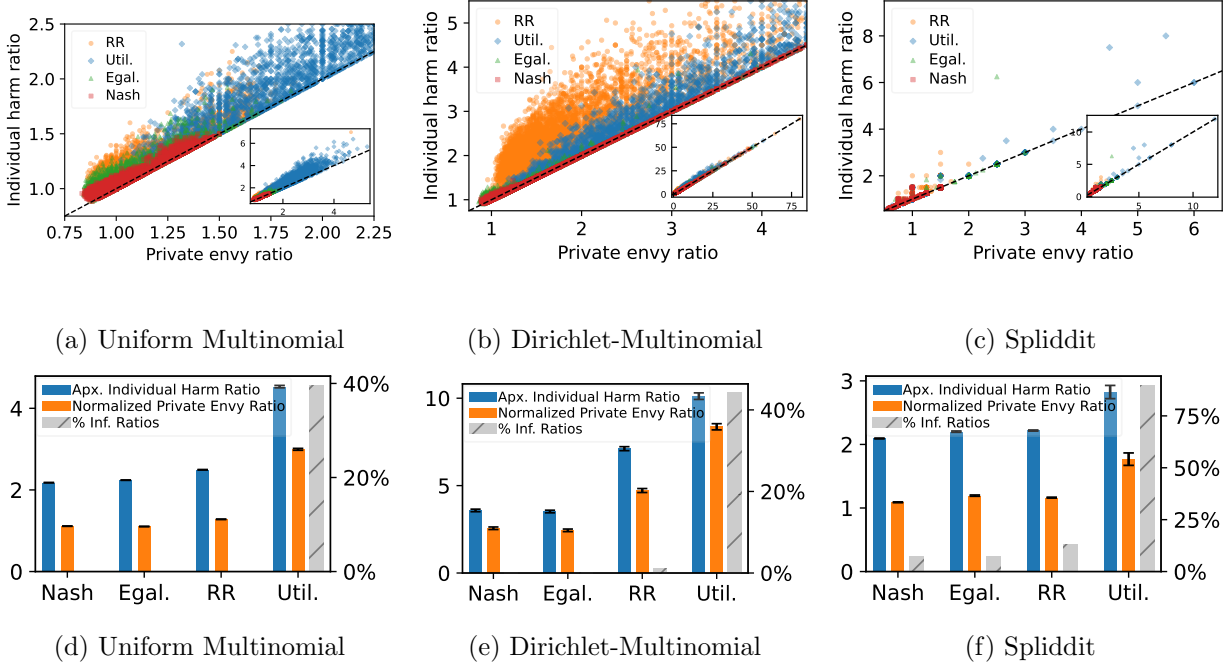 Individual harm ratio
2.5
2.0
1.5
1.0
RR
Util.
Egal.
Nash
6
4
2
2
4
0.75 1.00 1.25 1.50 1.75 2.00 2.25
Private envy ratio
(a) Uniform Multinomial
Individual harm ratio
5
4
3
2
1
RR
Util.
Egal.
Nash
75
50
25
0
0 25 50 75
1 2 3 4
Private envy ratio
(b) Dirichlet-Multinomial
Individual harm ratio
8
6
4
2
RR
Util.
Egal.
Nash
10
5
0
5 10
1 2 3 4 5 6
Private envy ratio
(c) Spliddit
4
2
0
Apx. Individual Harm Ratio
Normalized Private Envy Ratio
% Inf. Ratios
40%
20%
0%
Nash Egal. RR Util.
(d) Uniform Multinomial
10
5
0
Apx. Individual Harm Ratio
Normalized Private Envy Ratio
% Inf. Ratios
40%
20%
0%
Nash Egal. RR Util.
(e) Dirichlet-Multinomial
3
2
1
0
Apx. Individual Harm Ratio
Normalized Private Envy Ratio
% Inf. Ratios
75%
50%
25%
0%
Nash Egal. RR Util.
(f) Spliddit